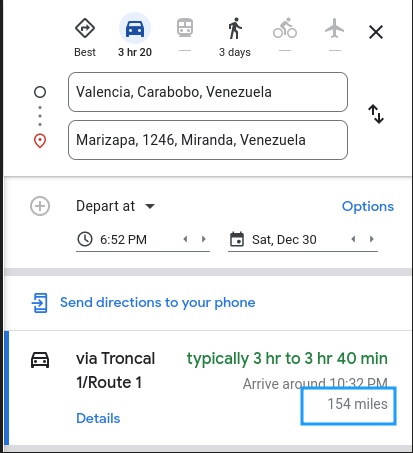 Best
3 hr 20
—
3 days
—
—
Valencia, Carabobo, Venezuela
Marizapa, 1246, Miranda, Venezuela
Depart at
Options
6:52 PM
Sat, Dec 30
Send directions to your phone
via Troncal
1/Route 1
typically 3 hr to 3 hr 40 min
Arrive around 10:32 PM
154 miles
Details